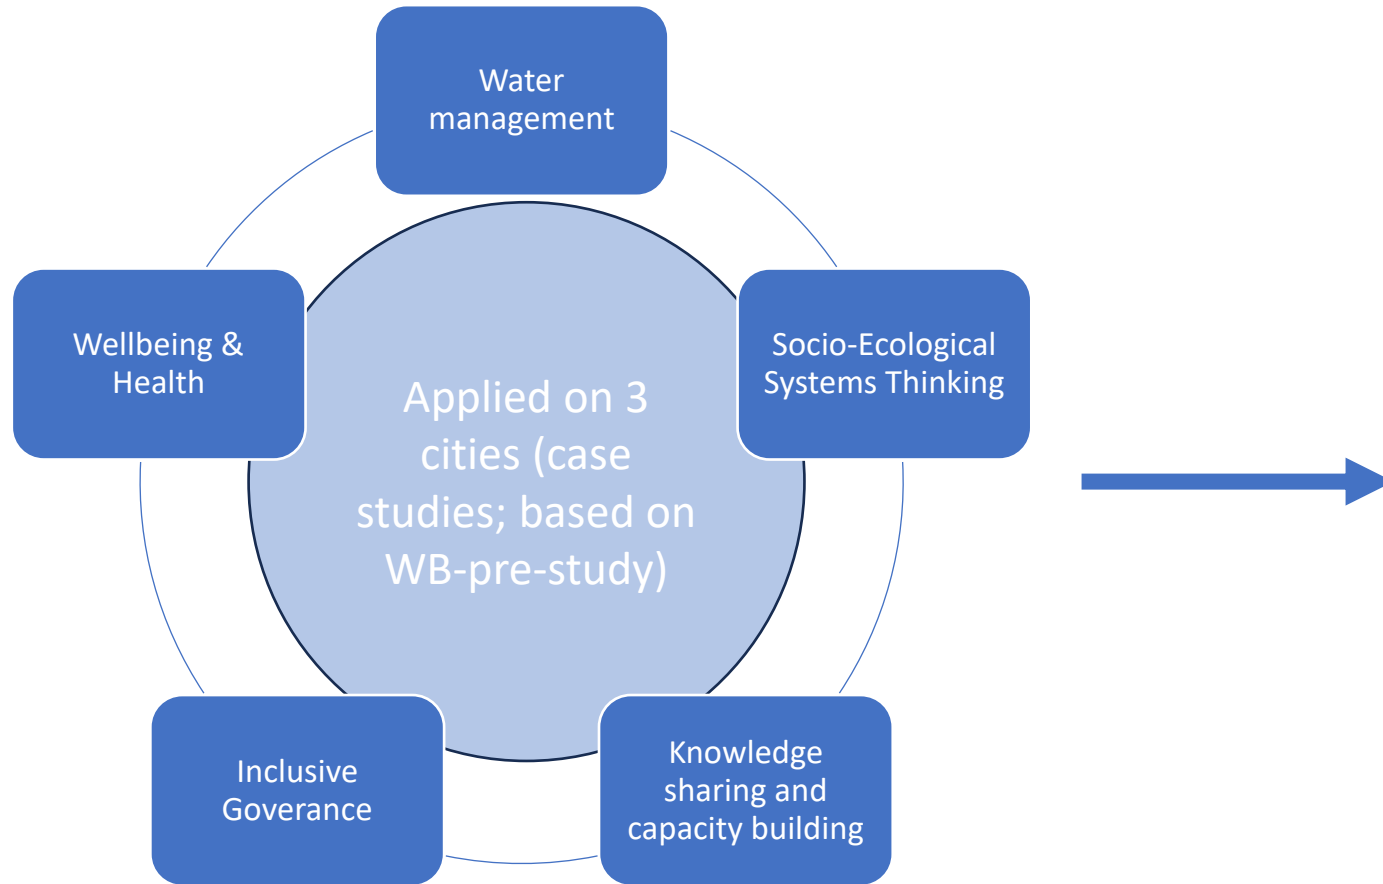 Water
management
Wellbeing &
Health
Socio-Ecological
Systems Thinking
Applied on 3
cities (case
studies; based on
WB-pre-study)
Inclusive
Goverance
Knowledge
sharing and
capacity building